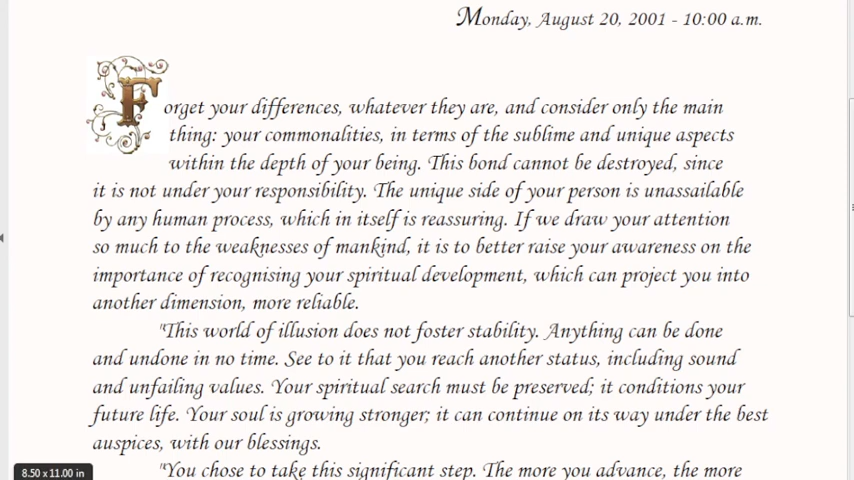 Monday, August 20, 2001 - 10:00 a.m.
Forget your differences, whatever they are, and consider only the main
thing: your commonalities, in terms of the sublime and unique aspects
within the depth of your being. This bond cannot be destroyed, since
it is not under your responsibility. The unique side of your person is unassailable
by any human process, which in itself is reassuring. If we draw your attention
so much to the weaknesses of mankind, it is to better raise your awareness on the
importance of recognising your spiritual development, which can project you into
another dimension, more reliable.
"This world of illusion does not foster stability. Anything can be done
and undone in no time. See to it that you reach another status, including sound
and unfailing values. Your spiritual search must be preserved; it conditions your
future life. Your soul is growing stronger; it can continue on its way under the best
auspices, with our blessings.
"You chose to take this significant step. The more you advance, the more
8.50 x 11.00 in